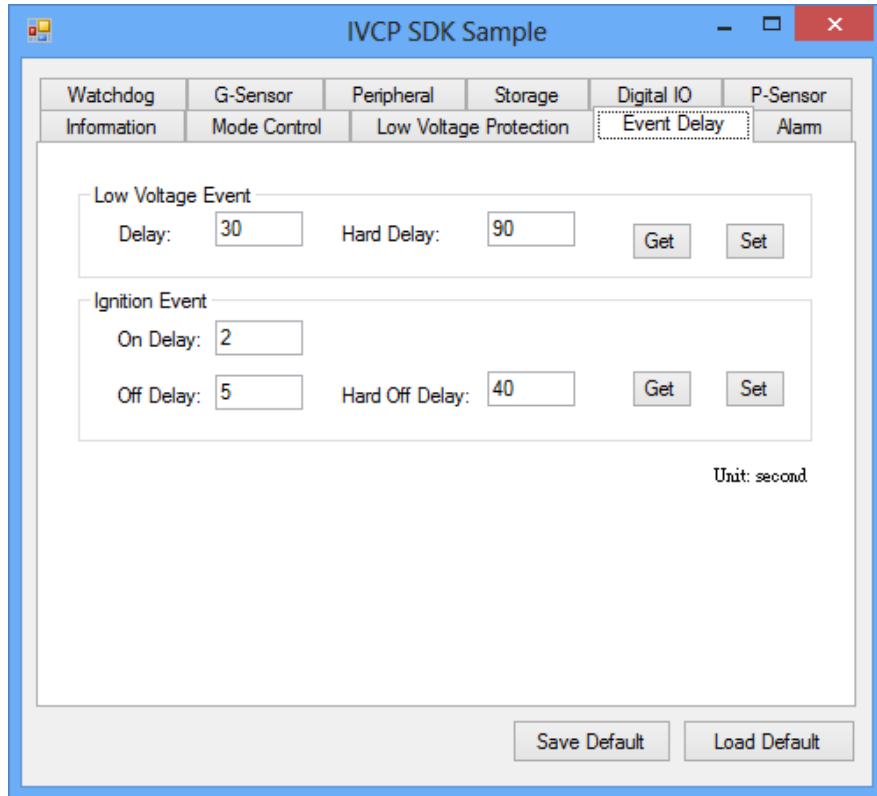 IVCP SDK Sample
Watchdog G-Sensor Peripheral Storage Digital IO P-Sensor
Information Mode Control Low Voltage Protection Event Delay Alarm
Low Voltage Event
Delay: 30 Hard Delay: 90 Get Set
Ignition Event
On Delay: 2
Off Delay: 5 Hard Off Delay: 40 Get Set
Unit: second
Save Default Load Default